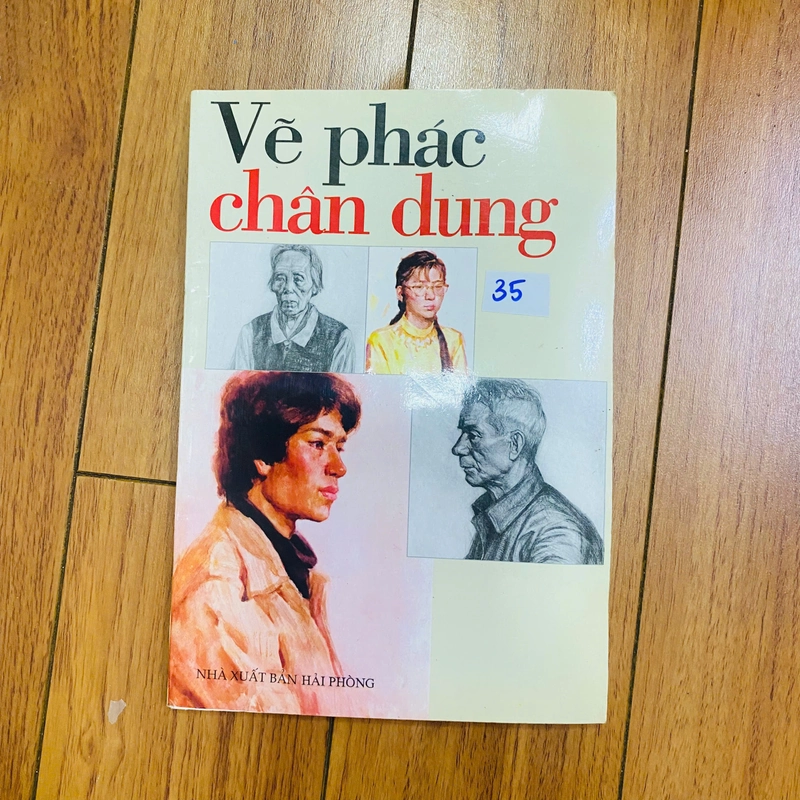 Vẽ phác
chân dung
35
NHÀ XUẤT BẢN HẢI PHÒNG